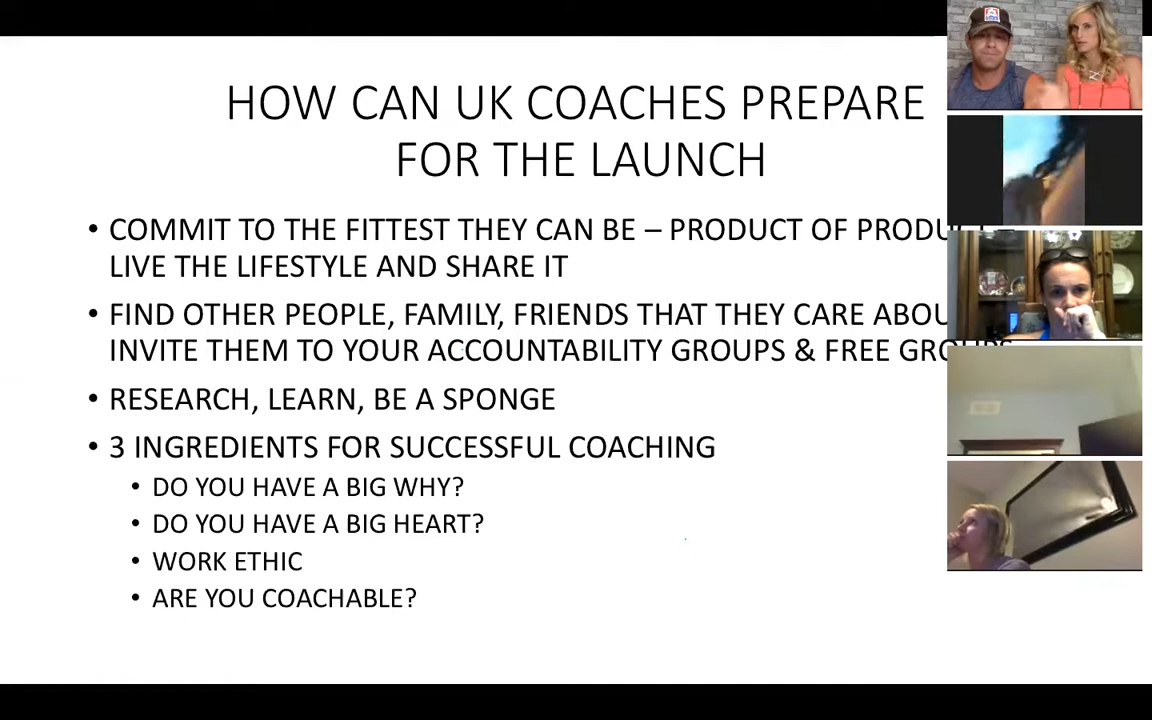 HOW CAN UK COACHES PREPARE
FOR THE LAUNCH
• COMMIT TO THE FITTEST THEY CAN BE – PRODUCT OF
LIVE THE LIFESTYLE AND SHARE IT
• FIND OTHER PEOPLE, FAMILY, FRIENDS THAT THEY CARE
INVITE THEM TO YOUR ACCOUNTABILITY GROUPS & FREE
• RESEARCH, LEARN, BE A SPONGE
• 3 INGREDIENTS FOR SUCCESSFUL COACHING
• DO YOU HAVE A BIG WHY?
• DO YOU HAVE A BIG HEART?
• WORK ETHIC
• ARE YOU COACHABLE?